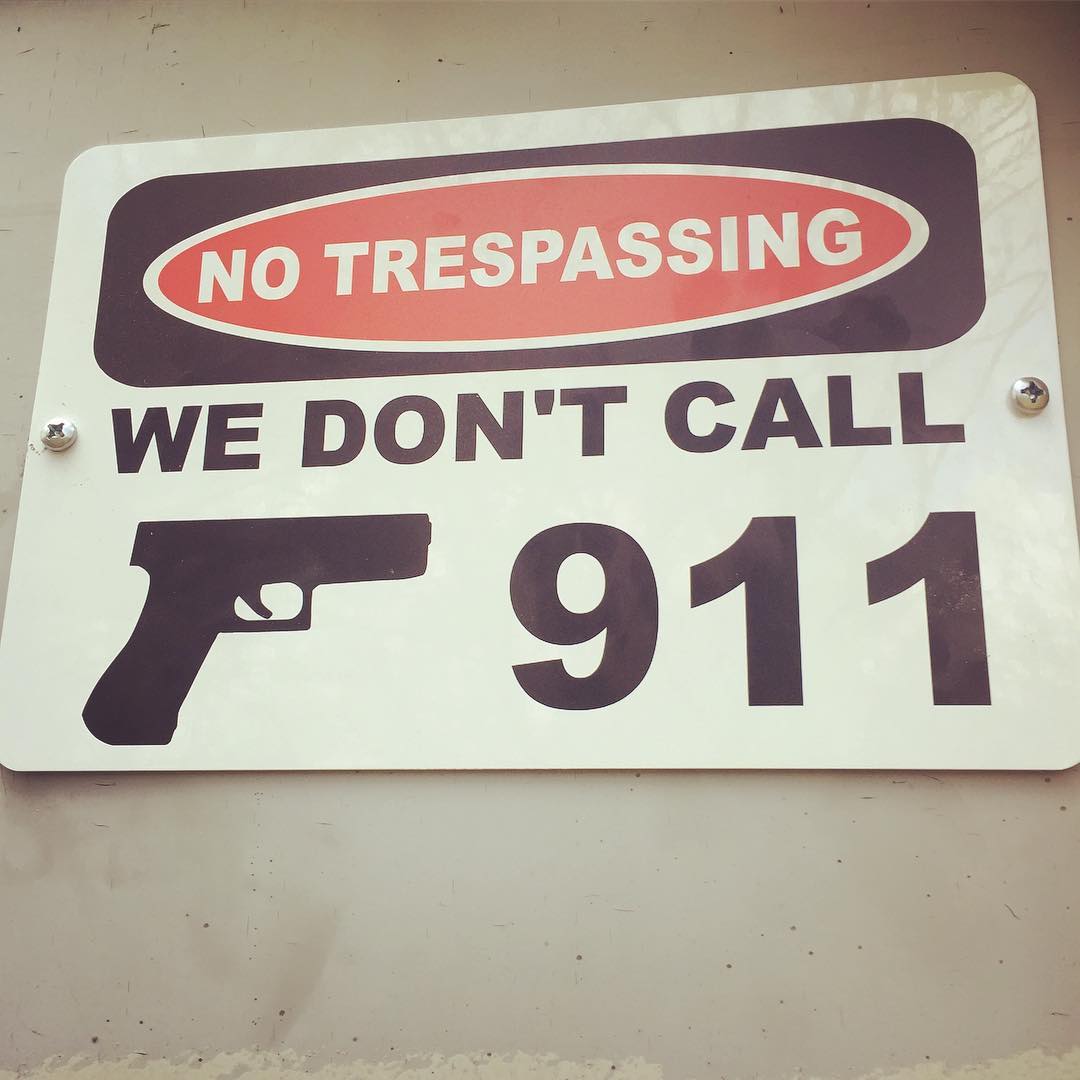 NO TRESPASSING
WE DON'T CALL
911